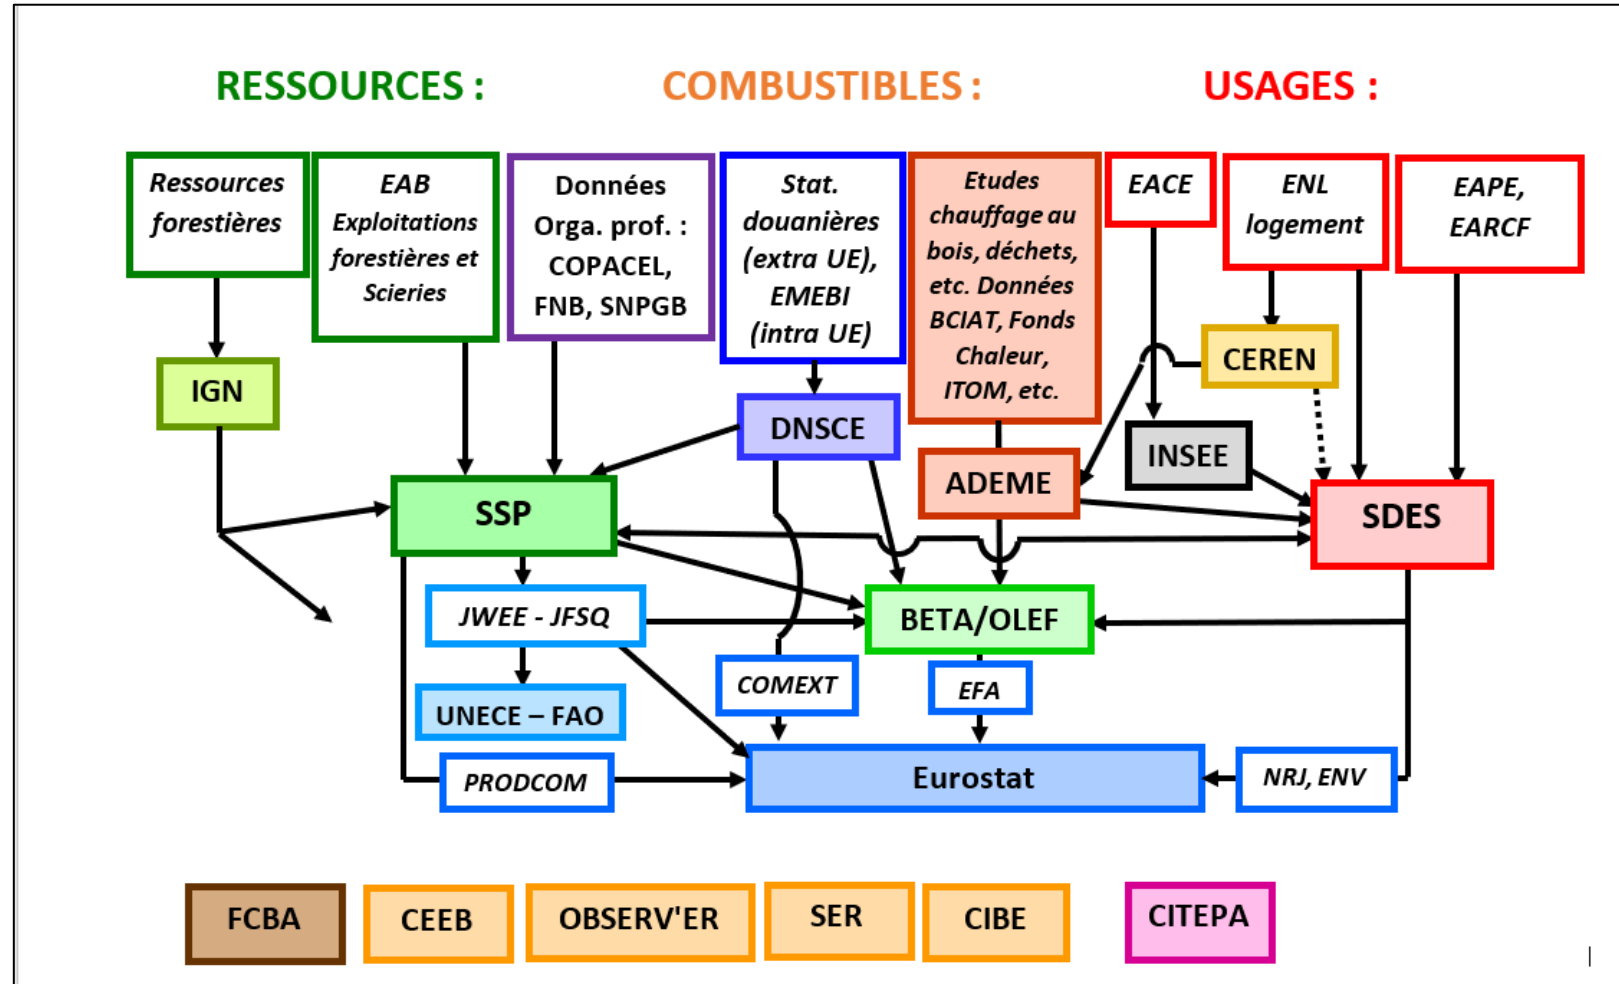 RESSOURCES :
COMBUSTIBLES :
USAGES :
Ressources
forestières
EAB
Exploitations
forestières et
Scieries
Données
Orga. prof. :
COPACEL,
FNB, SNPGB
Stat.
douanières
(extra UE),
EMEBI
(intra UE)
Etudes
chauffage au
bois, déchets,
etc. Données
BCIAT, Fonds
Chaleur,
ITOM, etc.
EACE
ENL
logement
EAPE,
EARCF
IGN
DNSCE
CEREN
INSEE
ADEME
SSP
SDES
JWEE - JFSQ
BETA/OLEF
UNECE – FAO
COMEXT
EFA
PRODCOM
Eurostat
NRJ, ENV
FCBA
CEEB
OBSERV'ER
SER
CIBE
CITEPA